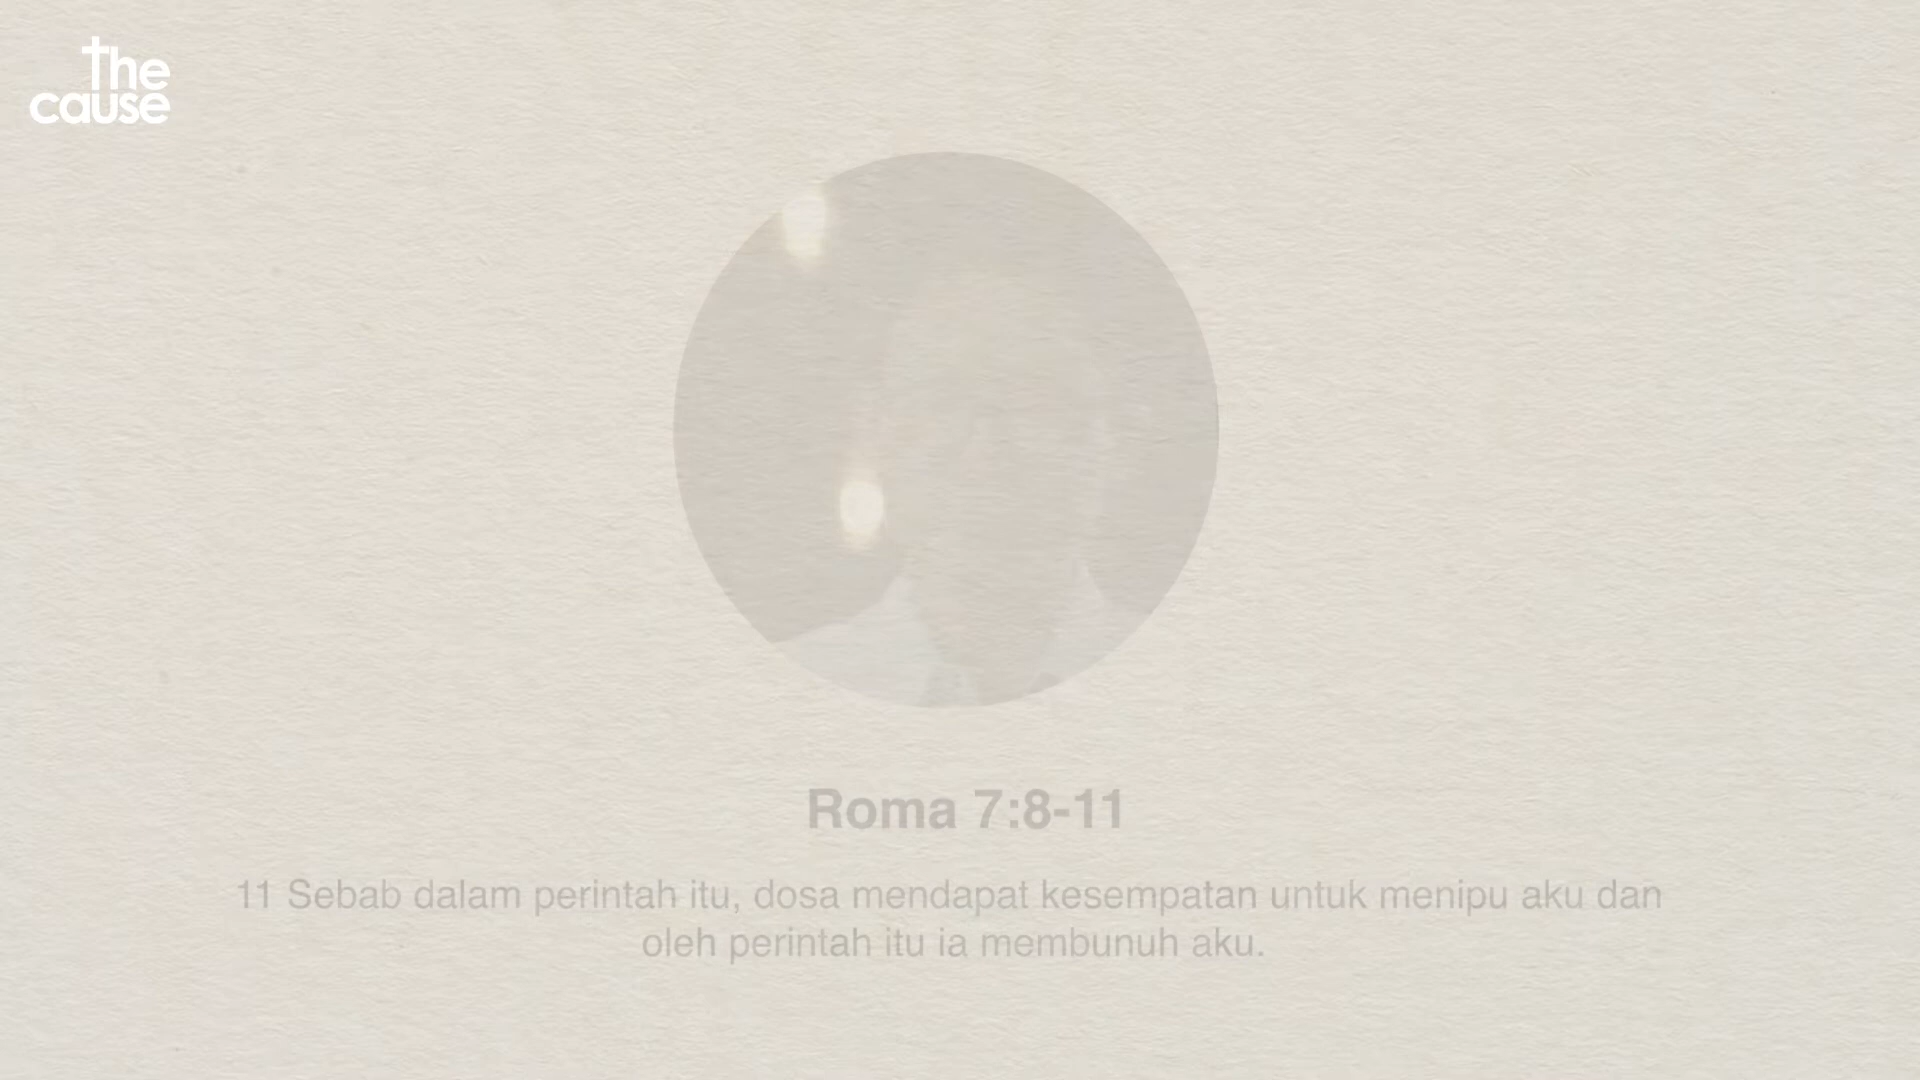 the
cause
Roma 7:8-11
11 Sebab dalam perintah itu, dosa mendapat kesempatan untuk menipu aku dan
oleh perintah itu ia membunuh aku.